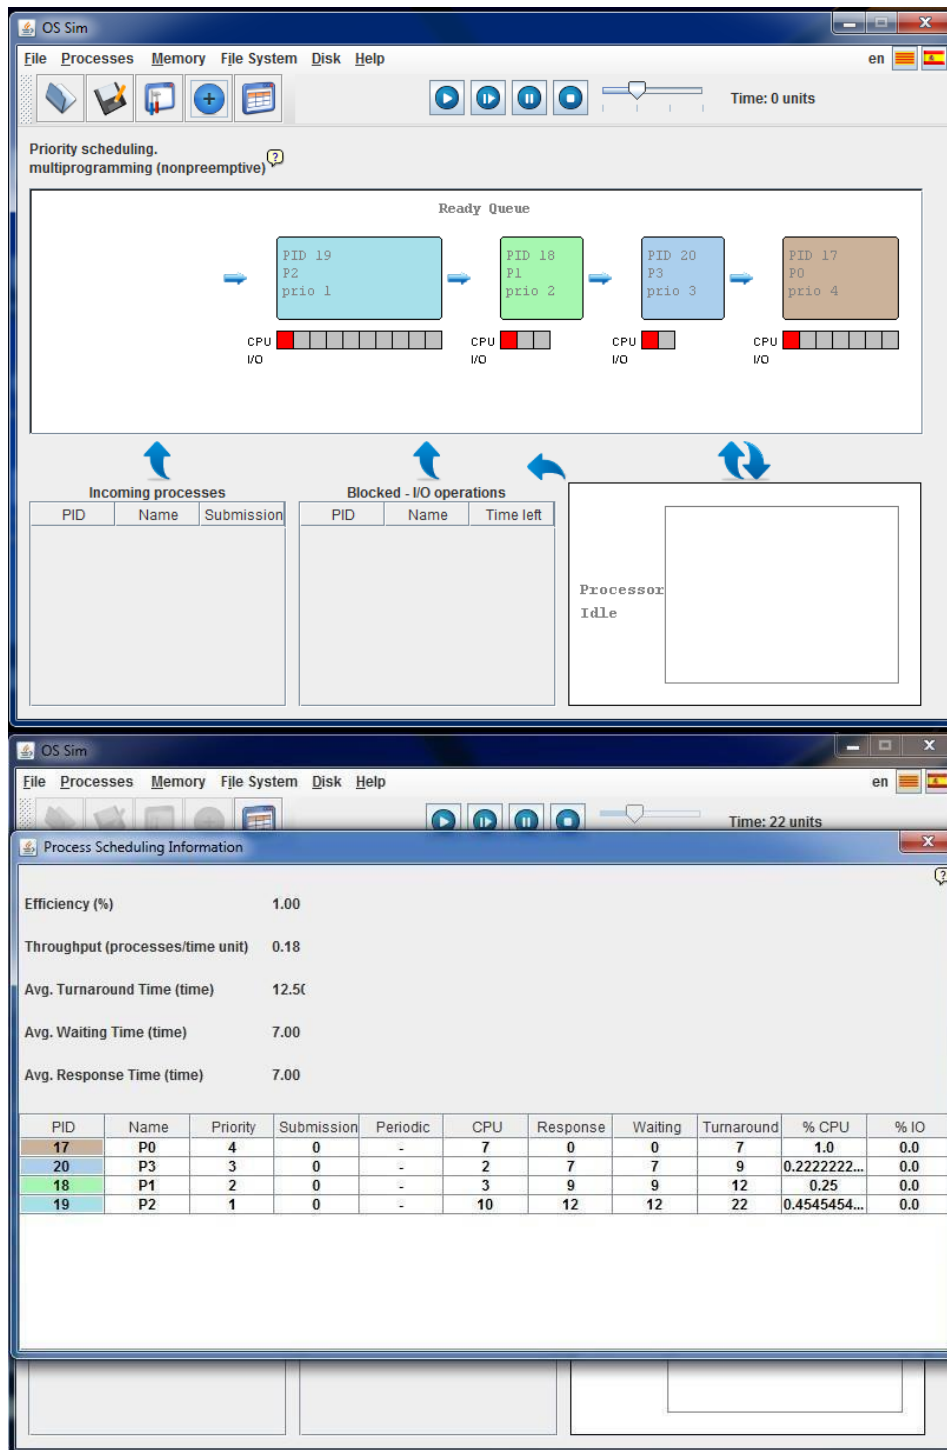 OS Sim
File Processes Memory File System Disk Help en
Time: 0 units
Priority scheduling.
multiprogramming (nonpreemptive) ?
Ready Queue
PID 19 PID 18 PID 20 PID 17
P2 P1 P3 P0
prio 1 prio 2 prio 3 prio 4
CPU CPU CPU CPU
I/O I/O I/O I/O
Incoming processes Blocked - I/O operations
PID Name Submission PID Name Time left
Processor
Idle
OS Sim
File Processes Memory File System Disk Help en
Time: 22 units
Process Scheduling Information
?
Efficiency (%) 1.00
Throughput (processes/time unit) 0.18
Avg. Turnaround Time (time) 12.50
Avg. Waiting Time (time) 7.00
Avg. Response Time (time) 7.00
PID Name Priority Submission Periodic CPU Response Waiting Turnaround % CPU % IO
17 P0 4 0 - 7 0 0 7 1.0 0.0
20 P3 3 0 - 2 7 7 9 0.2222222... 0.0
18 P1 2 0 - 3 9 9 12 0.25 0.0
19 P2 1 0 - 10 12 12 22 0.4545454... 0.0